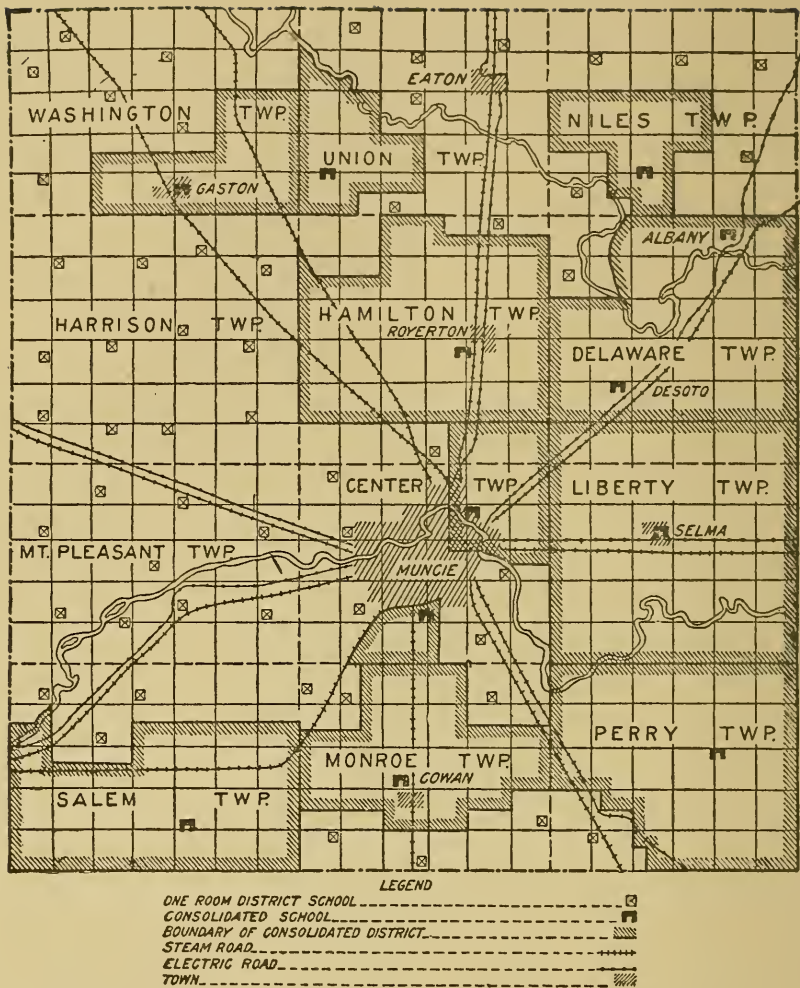 EATON
WASHINGTON TWP.
NILES TWP.
UNION TWP.
GASTON
ALBANY
HAMILTON TWP.
HARRISON TWP.
ROYERTON
DELAWARE TWP.
DESOTO
CENTER TWP.
LIBERTY TWP.
SELMA
MT. PLEASANT TWP.
MUNCIE
PERRY TWP.
MONROE TWP.
COWAN
SALEM TWP.
LEGEND
ONE ROOM DISTRICT SCHOOL
CONSOLIDATED SCHOOL
BOUNDARY OF CONSOLIDATED DISTRICT
STEAM ROAD
ELECTRIC ROAD
TOWN